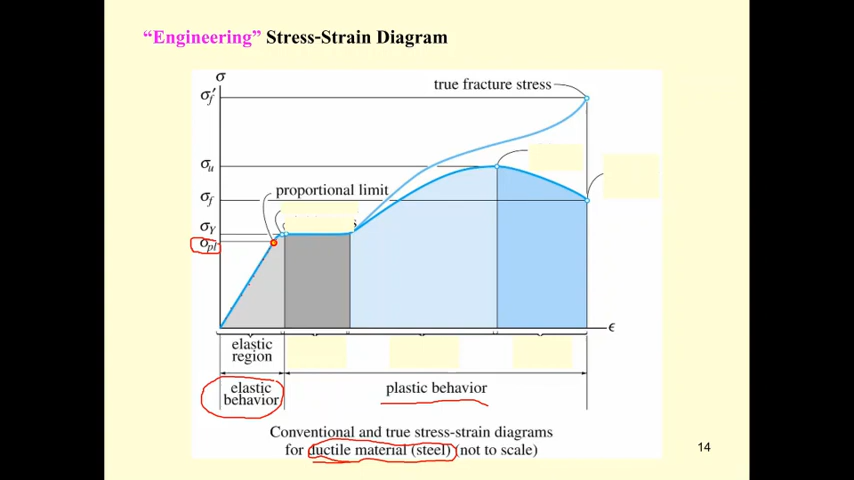 “Engineering” Stress-Strain Diagram
σ
σ′f
true fracture stress
σu
σf
proportional limit
σY
σpl
ϵ
elastic
region
elastic
behavior
plastic behavior
Conventional and true stress-strain diagrams
for ductile material (steel) (not to scale)
14